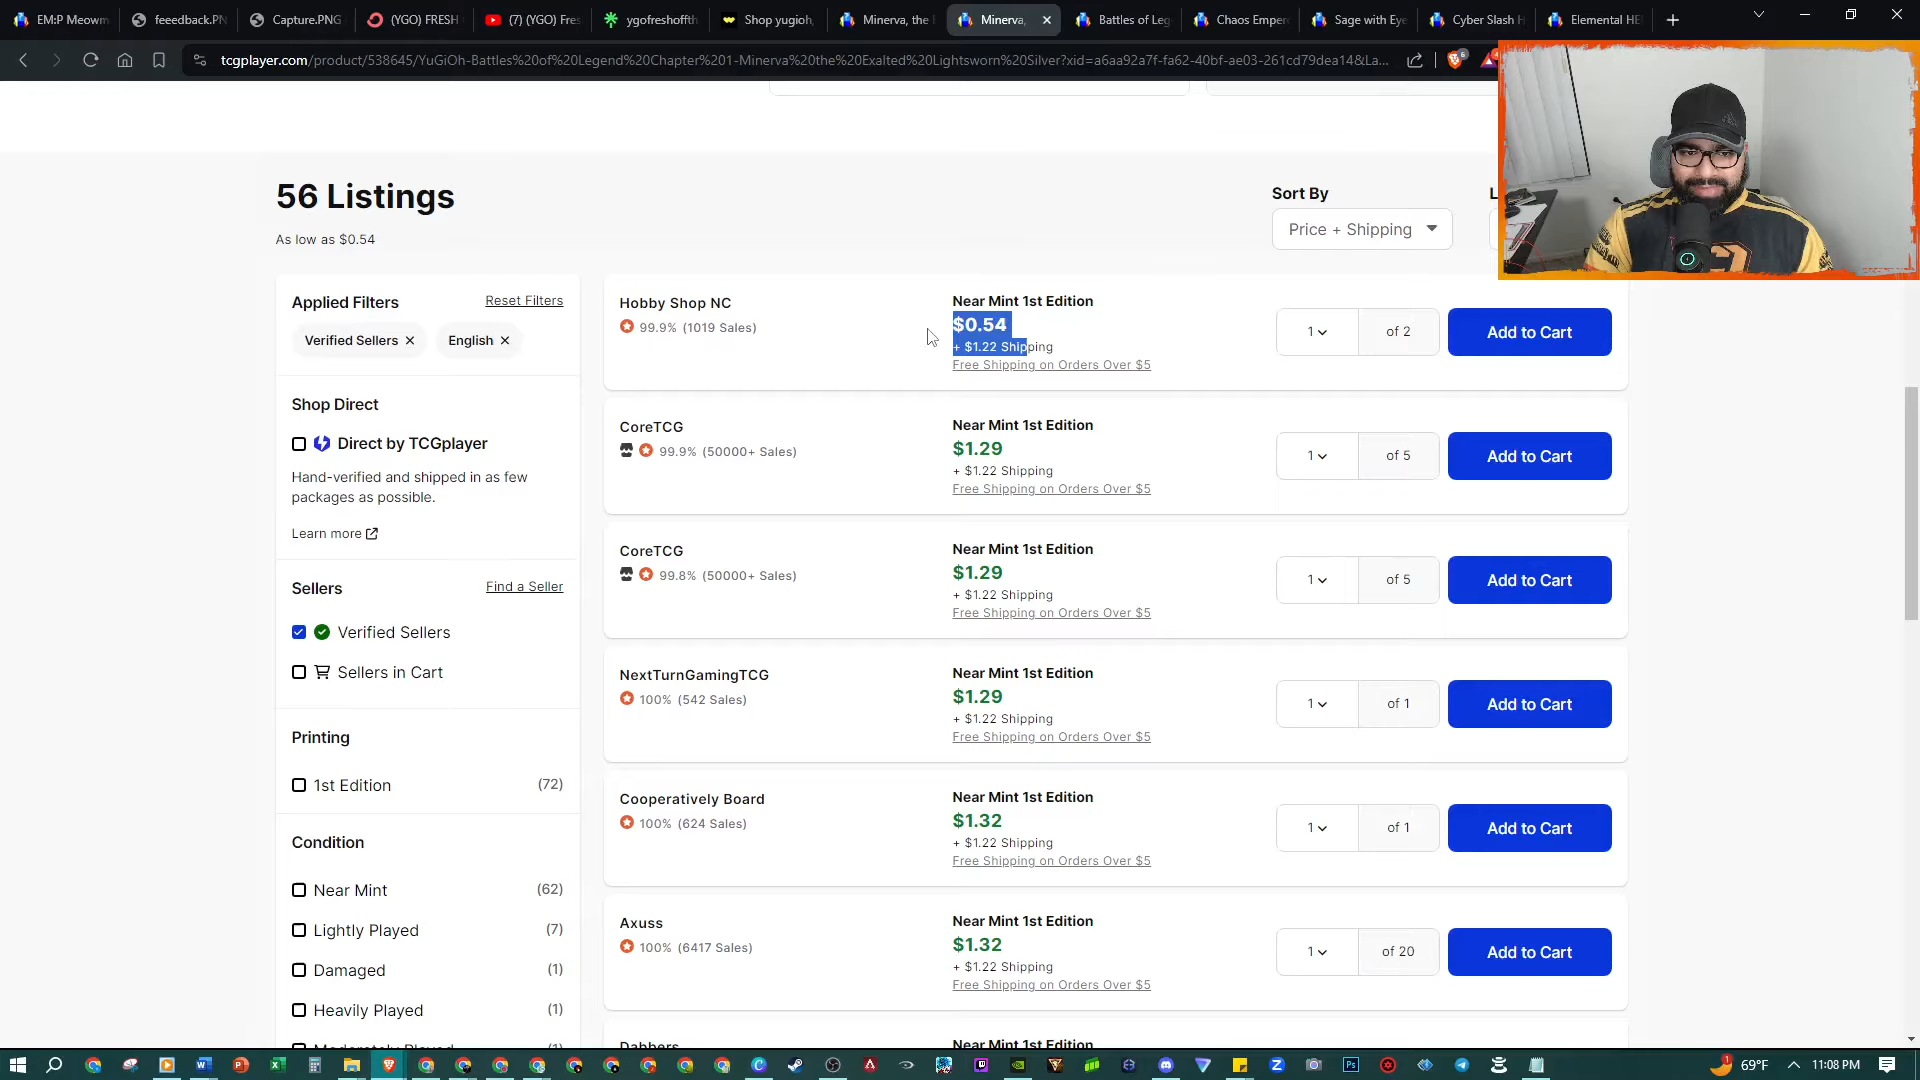 EM:P Meowm
feeedback.PN
Capture.PNG
(YGO) FRESH
(7) (YGO) Fres
ygofreshoffth
Shop yugioh,
Minerva, the
Minerva,
Battles of Leg
Chaos Emper
Sage with Eye
Cyber Slash H
Elemental HE
tcgplayer.com/product/538645/YuGiOh-Battles%20of%20Legend%20Chapter%201-Minerva%20the%20Exalted%20Lightsworn%20Silver?xid=a6aa92a7f-fa62-40bf-ae03-261cd79dea14&La...
56 Listings
As low as $0.54
Sort By
L
Price + Shipping
Applied Filters
Reset Filters
Verified Sellers
English
Shop Direct
Direct by TCGplayer
Hand-verified and shipped in as few
packages as possible.
Learn more
Sellers
Find a Seller
Verified Sellers
Sellers in Cart
Printing
1st Edition (72)
Condition
Near Mint (62)
Lightly Played (7)
Damaged (1)
Heavily Played (1)
Moderately Played (1)
Hobby Shop NC
99.9% (1019 Sales)
Near Mint 1st Edition
$0.54
+ $1.22 Shipping
Free Shipping on Orders Over $5
1 of 2
Add to Cart
CoreTCG
99.9% (50000+ Sales)
Near Mint 1st Edition
$1.29
+ $1.22 Shipping
Free Shipping on Orders Over $5
1 of 5
Add to Cart
CoreTCG
99.8% (50000+ Sales)
Near Mint 1st Edition
$1.29
+ $1.22 Shipping
Free Shipping on Orders Over $5
1 of 5
Add to Cart
NextTurnGamingTCG
100% (542 Sales)
Near Mint 1st Edition
$1.29
+ $1.22 Shipping
Free Shipping on Orders Over $5
1 of 1
Add to Cart
Cooperatively Board
100% (624 Sales)
Near Mint 1st Edition
$1.32
+ $1.22 Shipping
Free Shipping on Orders Over $5
1 of 1
Add to Cart
Axuss
100% (6417 Sales)
Near Mint 1st Edition
$1.32
+ $1.22 Shipping
Free Shipping on Orders Over $5
1 of 20
Add to Cart
Dabbers
Near Mint 1st Edition
69°F
11:08 PM